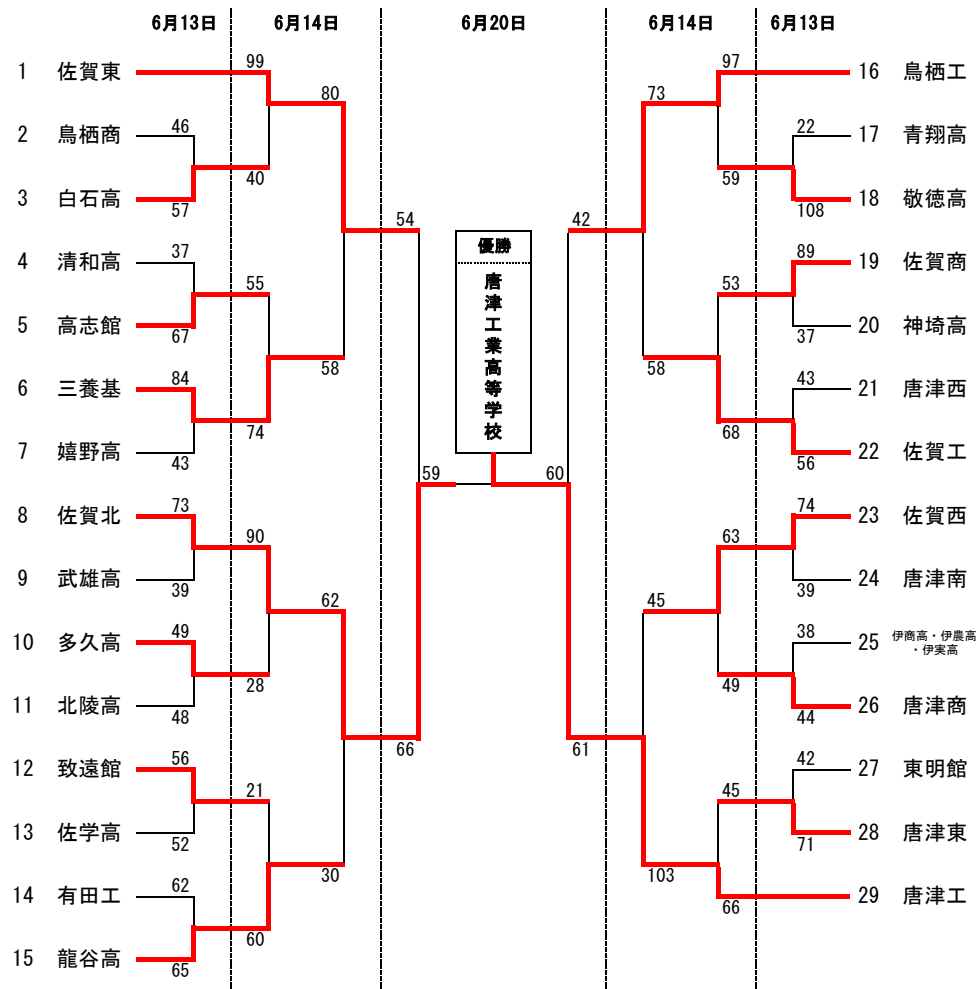 6月13日 6月14日 6月20日 6月14日 6月13日
1 佐賀東 99
80
46
2 鳥栖商
40
3 白石高 57
54
37
4 清和高
55
5 高志館 67
58
84
6 三養基
74
7 嬉野高 43
59
73
8 佐賀北
90
9 武雄高 39
62
49
10 多久高
28
11 北陵高 48
66
56
12 致遠館
21
13 佐学高 52
30
62
14 有田工
60
15 龍谷高 65
優勝
唐津工業高等学校
97 16 鳥栖工
73
22
17 青翔高
59
108 18 敬徳高
42
89
19 佐賀商
53
37 20 神埼高
58
43
21 唐津西
68
56 22 佐賀工
60
74
23 佐賀西
63
39 24 唐津南
45
38
25 伊商高・伊農高
・伊実高
49
44 26 唐津商
61
42
27 東明館
45
71 28 唐津東
103
66 29 唐津工